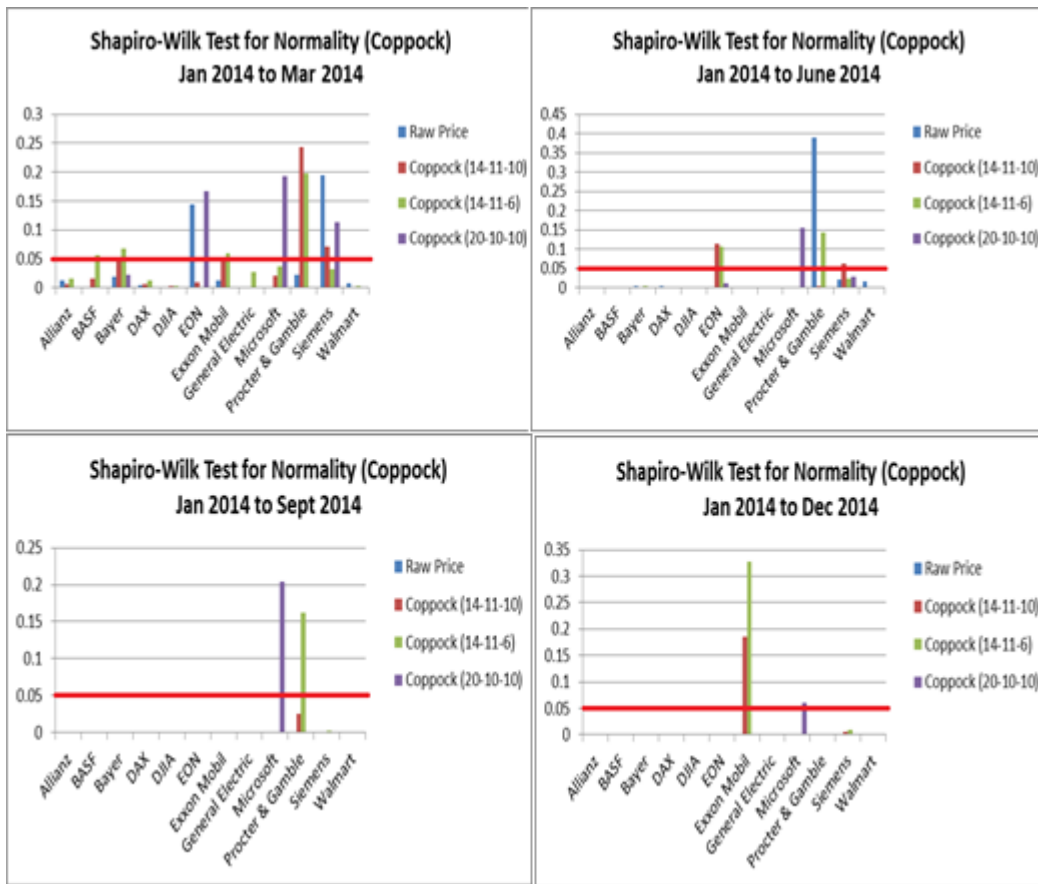 Shapiro-Wilk Test for Normality (Coppock)
Jan 2014 to Mar 2014
0.3
0.25
0.2
0.15
0.1
0.05
0
Allianz
BASF
Bayer
DAX
DJIA
EON
Exxon Mobil
General Electric
Microsoft
Procter & Gamble
Siemens
Walmart
Raw Price
Coppock (14-11-10)
Coppock (14-11-6)
Coppock (20-10-10)
Shapiro-Wilk Test for Normality (Coppock)
Jan 2014 to June 2014
0.45
0.4
0.35
0.3
0.25
0.2
0.15
0.1
0.05
0
Allianz
BASF
Bayer
DAX
DJIA
EON
Exxon Mobil
General Electric
Microsoft
Procter & Gamble
Siemens
Walmart
Raw Price
Coppock (14-11-10)
Coppock (14-11-6)
Coppock (20-10-10)
Shapiro-Wilk Test for Normality (Coppock)
Jan 2014 to Sept 2014
0.25
0.2
0.15
0.1
0.05
0
Allianz
BASF
Bayer
DAX
DJIA
EON
Exxon Mobil
General Electric
Microsoft
Procter & Gamble
Siemens
Walmart
Raw Price
Coppock (14-11-10)
Coppock (14-11-6)
Coppock (20-10-10)
Shapiro-Wilk Test for Normality (Coppock)
Jan 2014 to Dec 2014
0.35
0.3
0.25
0.2
0.15
0.1
0.05
0
Allianz
BASF
Bayer
DAX
DJIA
EON
Exxon Mobil
General Electric
Microsoft
Procter & Gamble
Siemens
Walmart
Raw Price
Coppock (14-11-10)
Coppock (14-11-6)
Coppock (20-10-10)